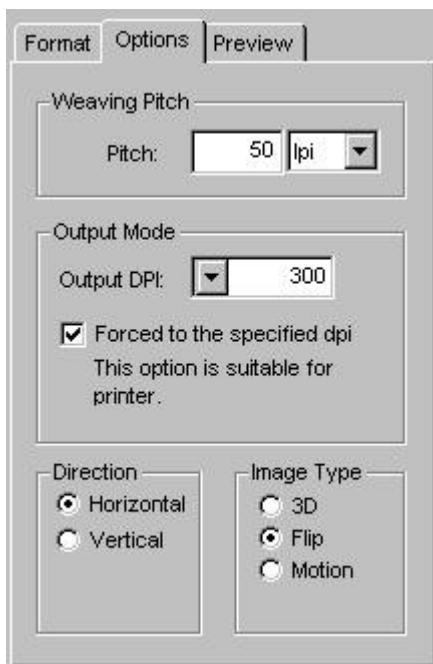 Format Options Preview
Weaving Pitch
Pitch: 50 lpi
Output Mode
Output DPI: 300
Forced to the specified dpi
This option is suitable for
printer.
Direction
Horizontal
Vertical
Image Type
3D
Flip
Motion